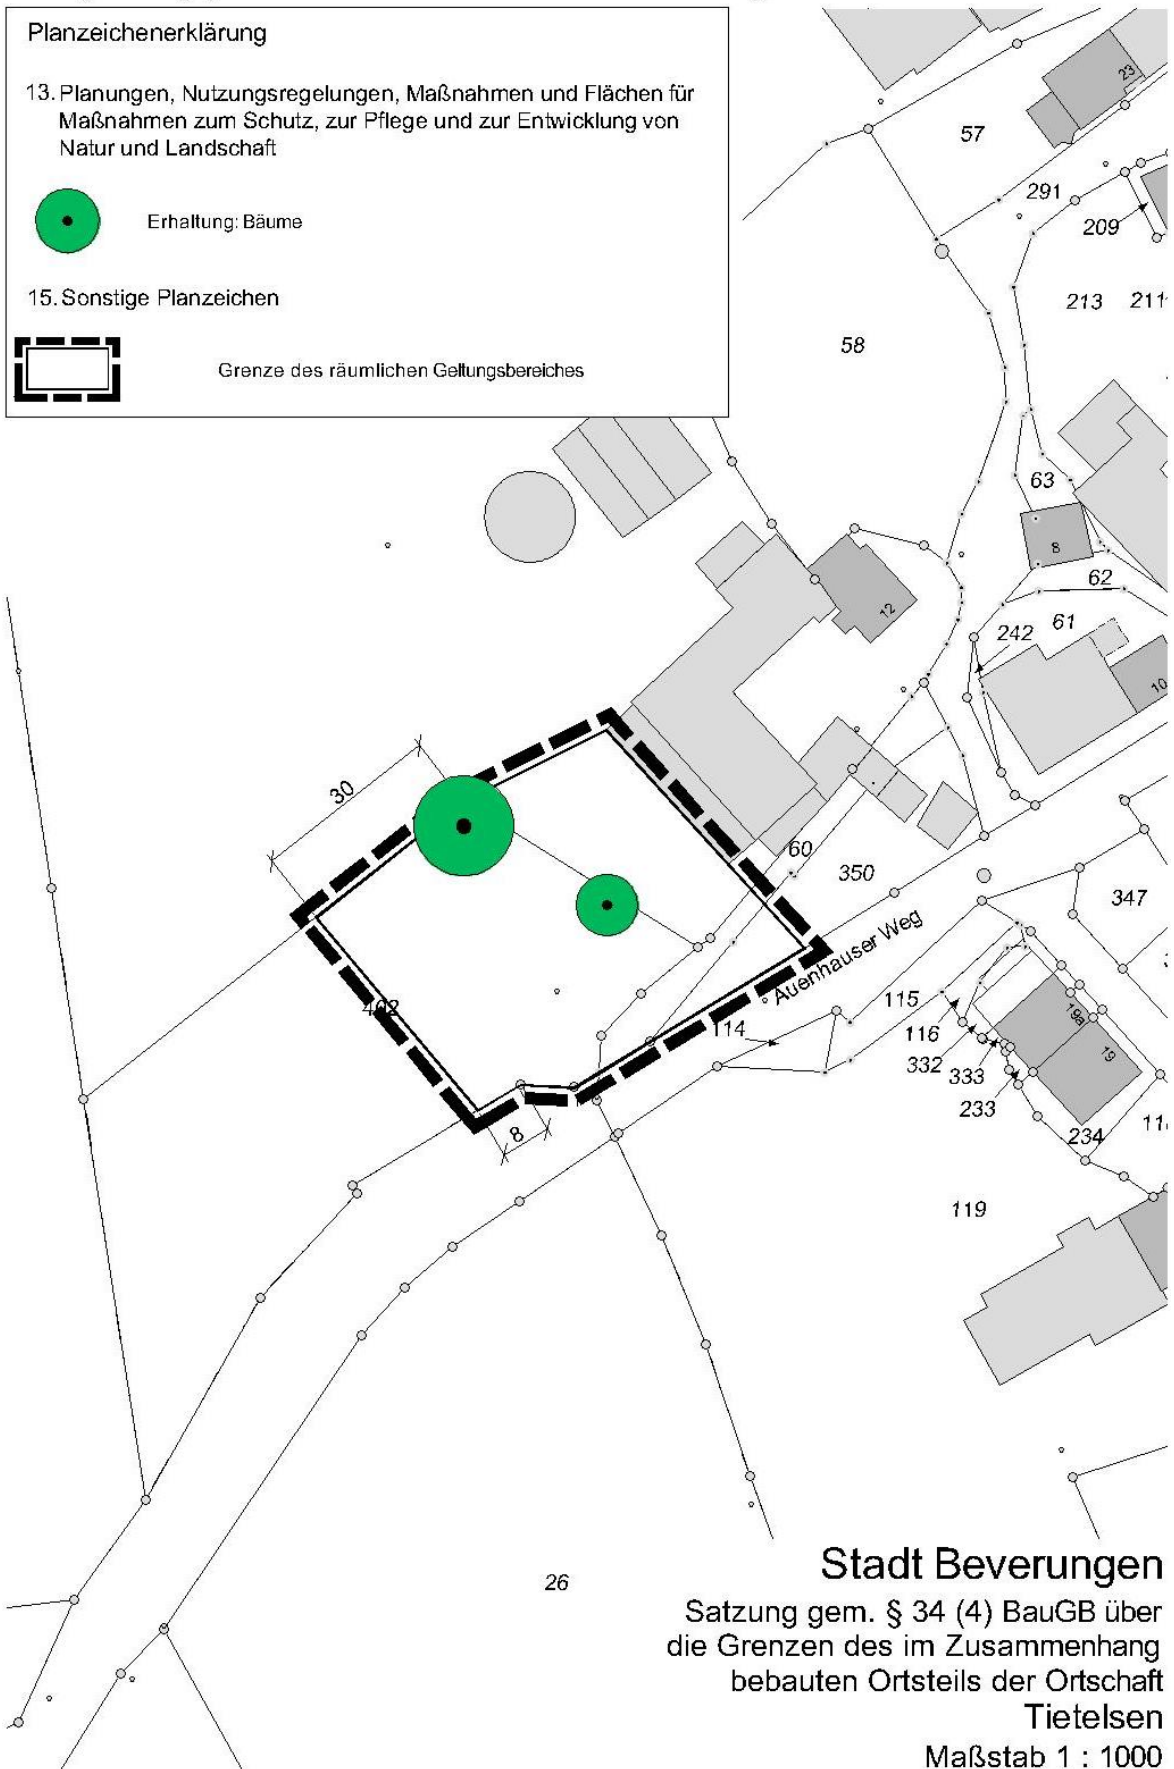 Planzeichenerklärung
13. Planungen, Nutzungsregelungen, Maßnahmen und Flächen für
Maßnahmen zum Schutz, zur Pflege und zur Entwicklung von
Natur und Landschaft
Erhaltung: Bäume
15. Sonstige Planzeichen
Grenze des räumlichen Geltungsbereiches
23
57
291
209
213
211
58
63
8
62
12
242
61
10
30
60
350
347
Auenhauser Weg
402
115
114
116
19a
332
333
19
233
8
234
119
26
Stadt Beverungen
Satzung gem. § 34 (4) BauGB über
die Grenzen des im Zusammenhang
bebauten Ortsteils der Ortschaft
Tietelsen
Maßstab 1 : 1000